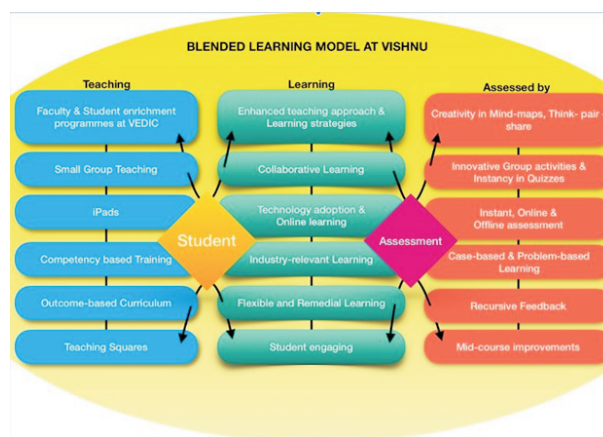 BLENDED LEARNING MODEL AT VISHNU
Teaching
Faculty & Student enrichment
programmes at VEDIC
Small Group Teaching
iPads
Competency based Training
Outcome-based Curriculum
Teaching Squares
Student
Learning
Enhanced teaching approach &
Learning strategies
Collaborative Learning
Technology adoption &
Online learning
Industry-relevant Learning
Flexible and Remedial Learning
Student engaging
Assessment
Assessed by
Creativity in Mind-maps, Think- pair -
share
Innovative Group activities &
Instancy in Quizzes
Instant, Online &
Offline assessment
Case-based & Problem-based
Learning
Recursive Feedback
Mid-course improvements